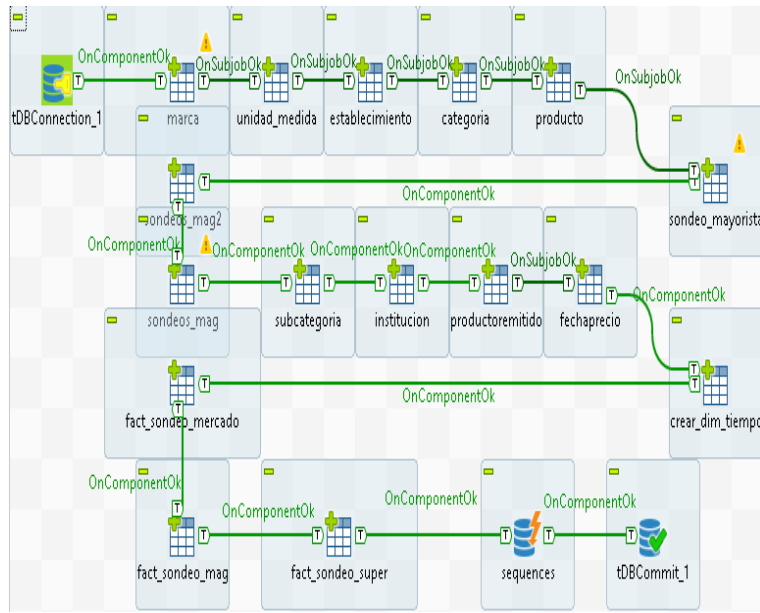 OnComponentOk
OnSubjobOk
OnSubjobOk
OnSubjobOk
OnSubjobOk
OnSubjobOk
tDBConnection_1
marca
unidad_medida
establecimiento
categoria
producto
T
T
T
T
T
T
T
T
T
T
T
T
OnComponentOk
sondeos_mag2
sondeo_mayorista
T
T
T
OnComponentOk
OnComponentOk
OnComponentOk
OnComponentOk
OnSubjobOk
OnComponentOk
T
T
T
T
T
T
T
T
T
T
sondeos_mag
subcategoria
institucion
productoremitido
fechaprecio
T
T
T
OnComponentOk
fact_sondeo_mercado
crear_dim_tiempo
T
OnComponentOk
OnComponentOk
OnComponentOk
OnComponentOk
T
T
T
T
T
T
T
fact_sondeo_mag
fact_sondeo_super
sequences
tDBCommit_1